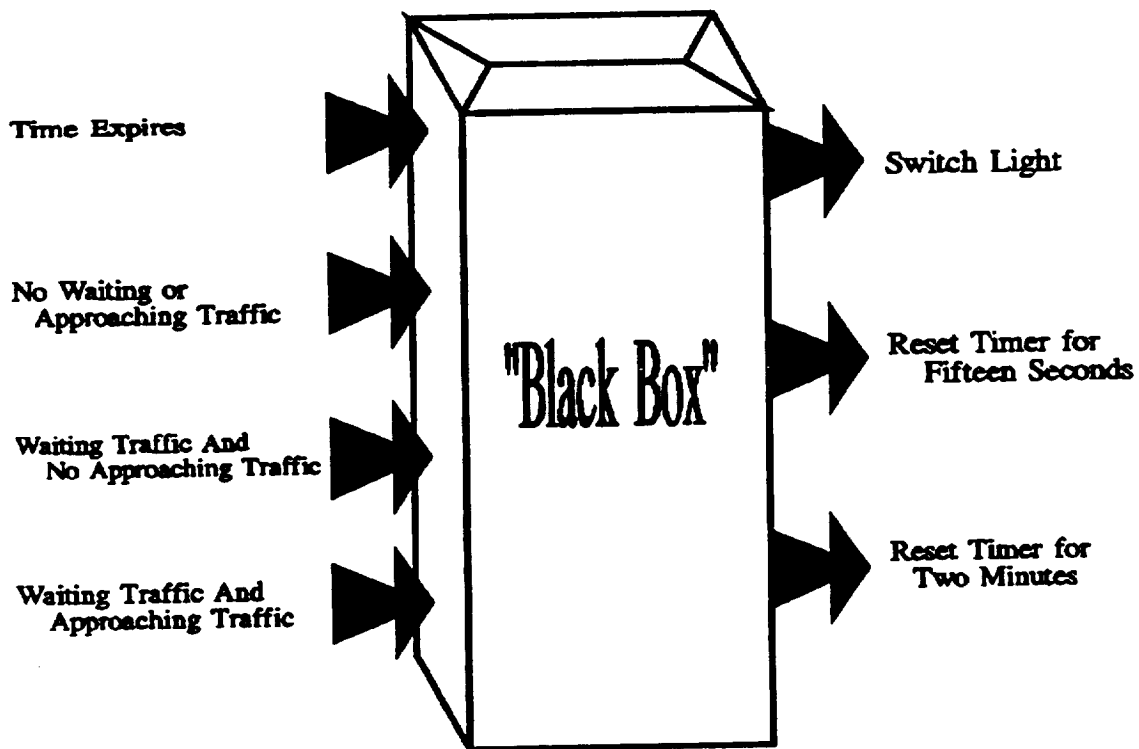 Time Expires
No Waiting or
Approaching Traffic
Waiting Traffic And
No Approaching Traffic
Waiting Traffic And
Approaching Traffic
"Black Box"
Switch Light
Reset Timer for
Fifteen Seconds
Reset Timer for
Two Minutes